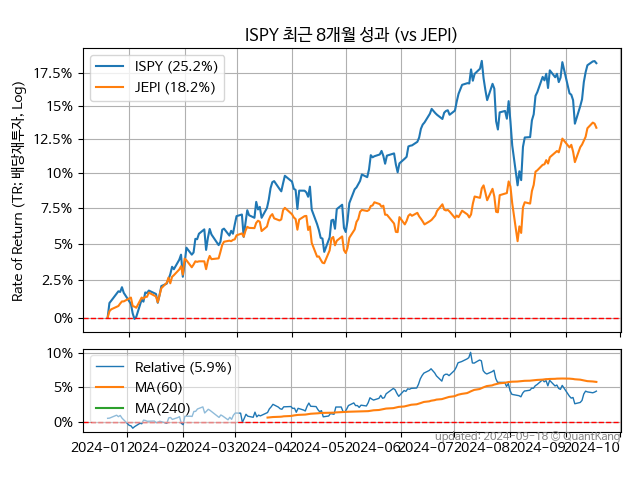 ISPY 최근 8개월 성과 (vs JEPI)
Rate of Return (TR: 배당재투자, Log)
17.5%
15%
12.5%
10%
7.5%
5%
2.5%
0%
ISPY (25.2%)
JEPI (18.2%)
10%
5%
0%
Relative (5.9%)
MA(60)
MA(240)
2024-01 2024-02 2024-03 2024-04 2024-05 2024-06 2024-07 2024-08 2024-09 2024-10
updated: 2024-09-18 © QuantKang